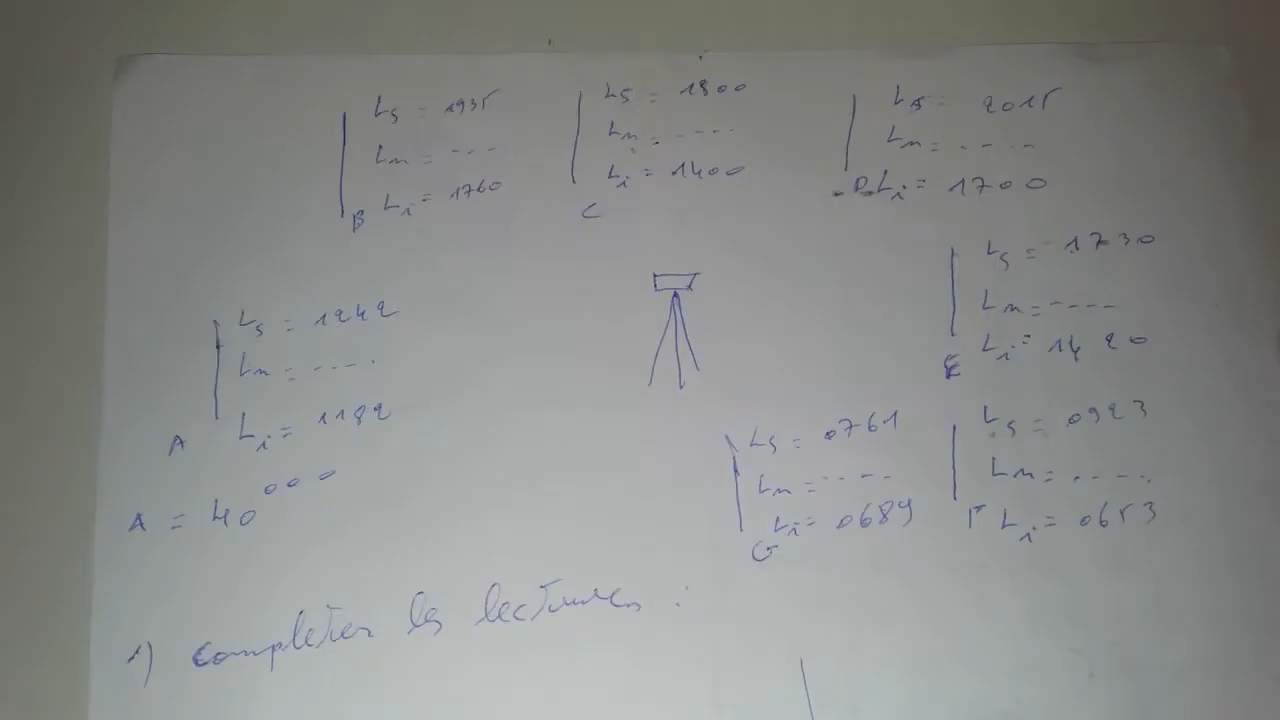 Ls = 1935
Lm = ---
Li = 1760
B
Ls = 1800
Lm = ----
Li = 1400
C
Ls = 2015
Lm = ----
D Li = 1700
Ls = 1730
Lm = ----
Li = 1420
E
Ls = 1242
Lm = ----
Li = 1182
A
A = 40,000
Ls = 0761
Lm = ----
Li = 0689
G
Ls = 0923
Lm = ----
F Li = 0653
1) completer les lectures :